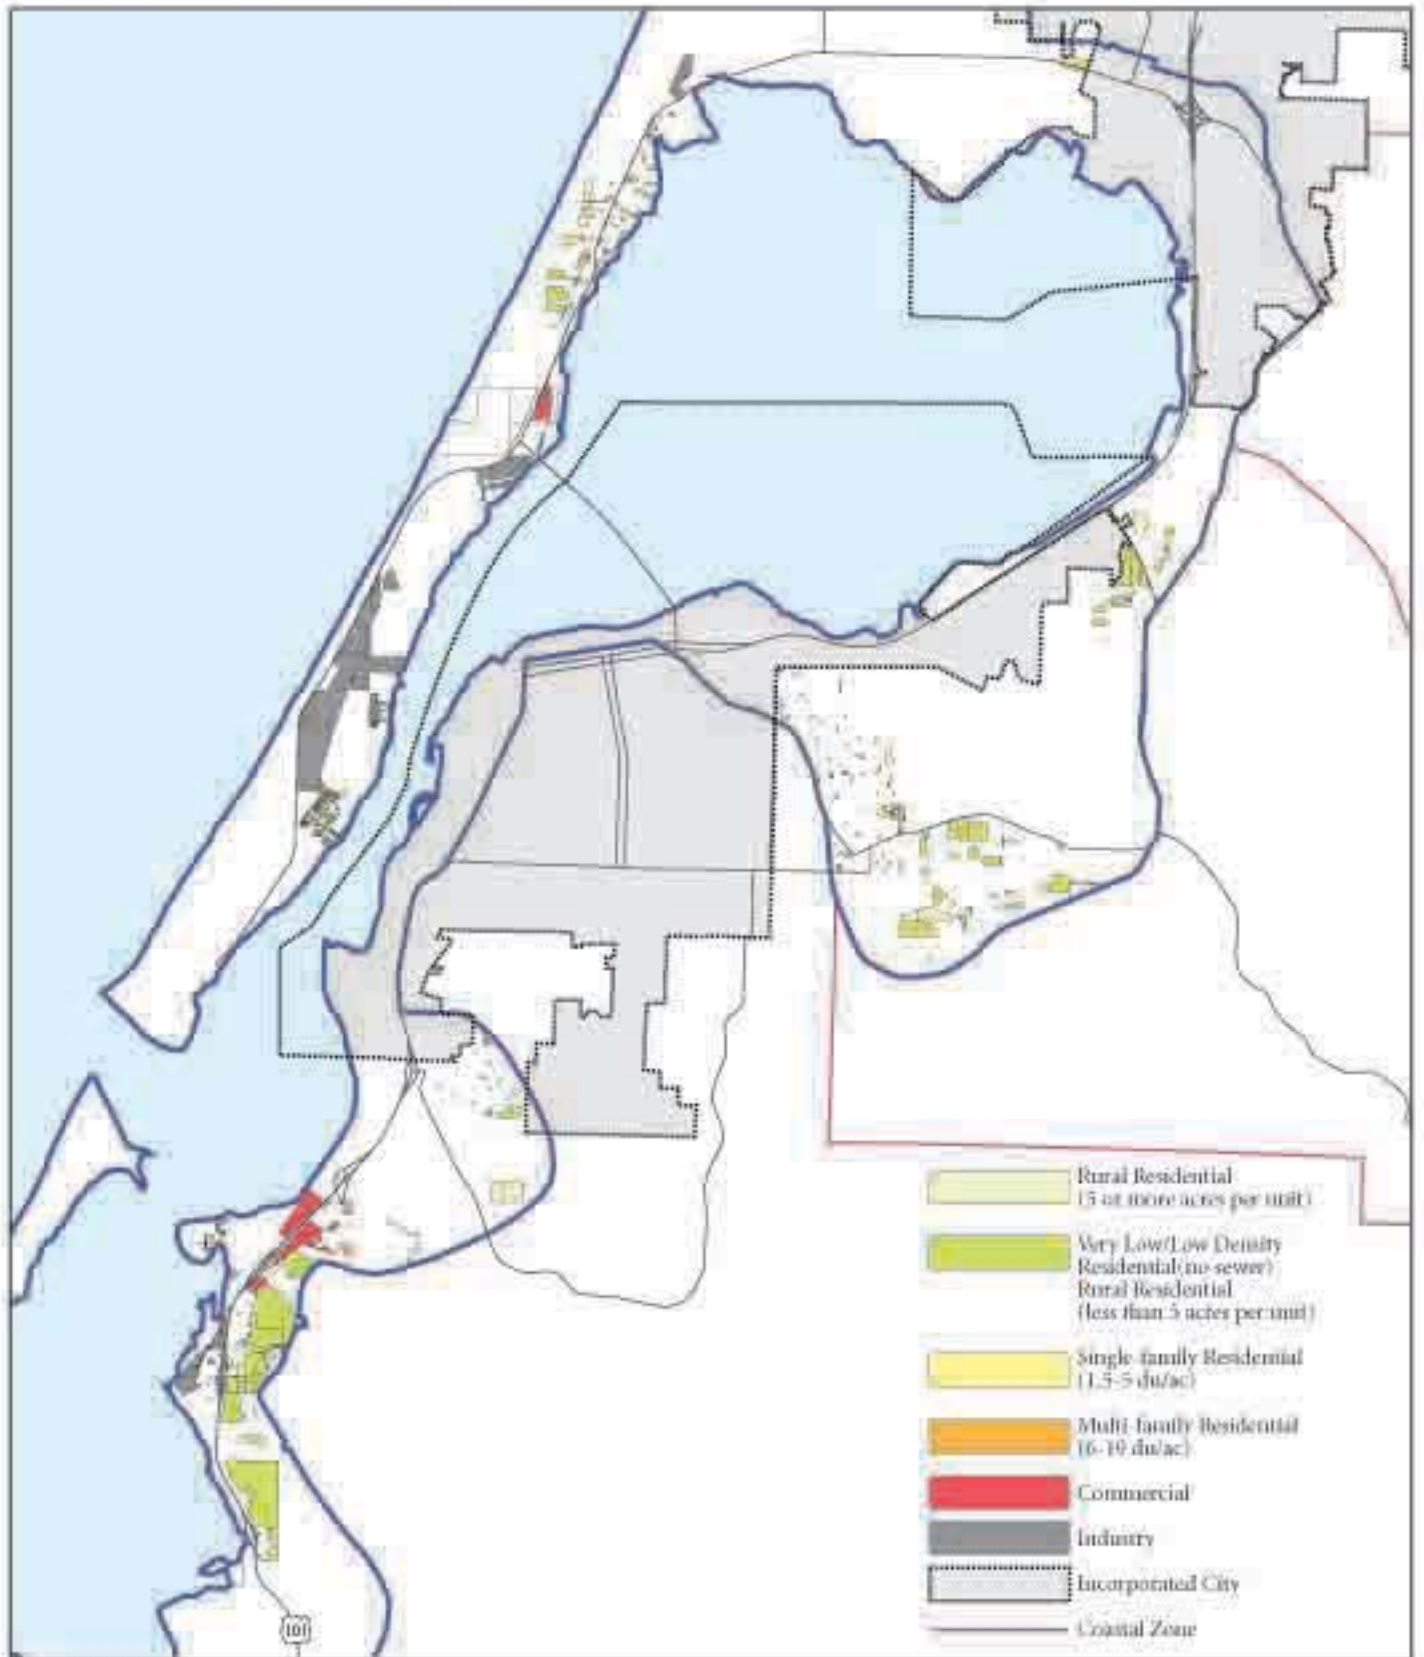 Rural Residential
(5 or more acres per unit)
Very Low/Low Density
Residential(no sewer)
Rural Residential
(less than 5 acres per unit)
Single-family Residential
(1.5-5 du/ac)
Multi-family Residential
(6-19 du/ac)
Commercial
Industry
Incorporated City
Coastal Zone
101